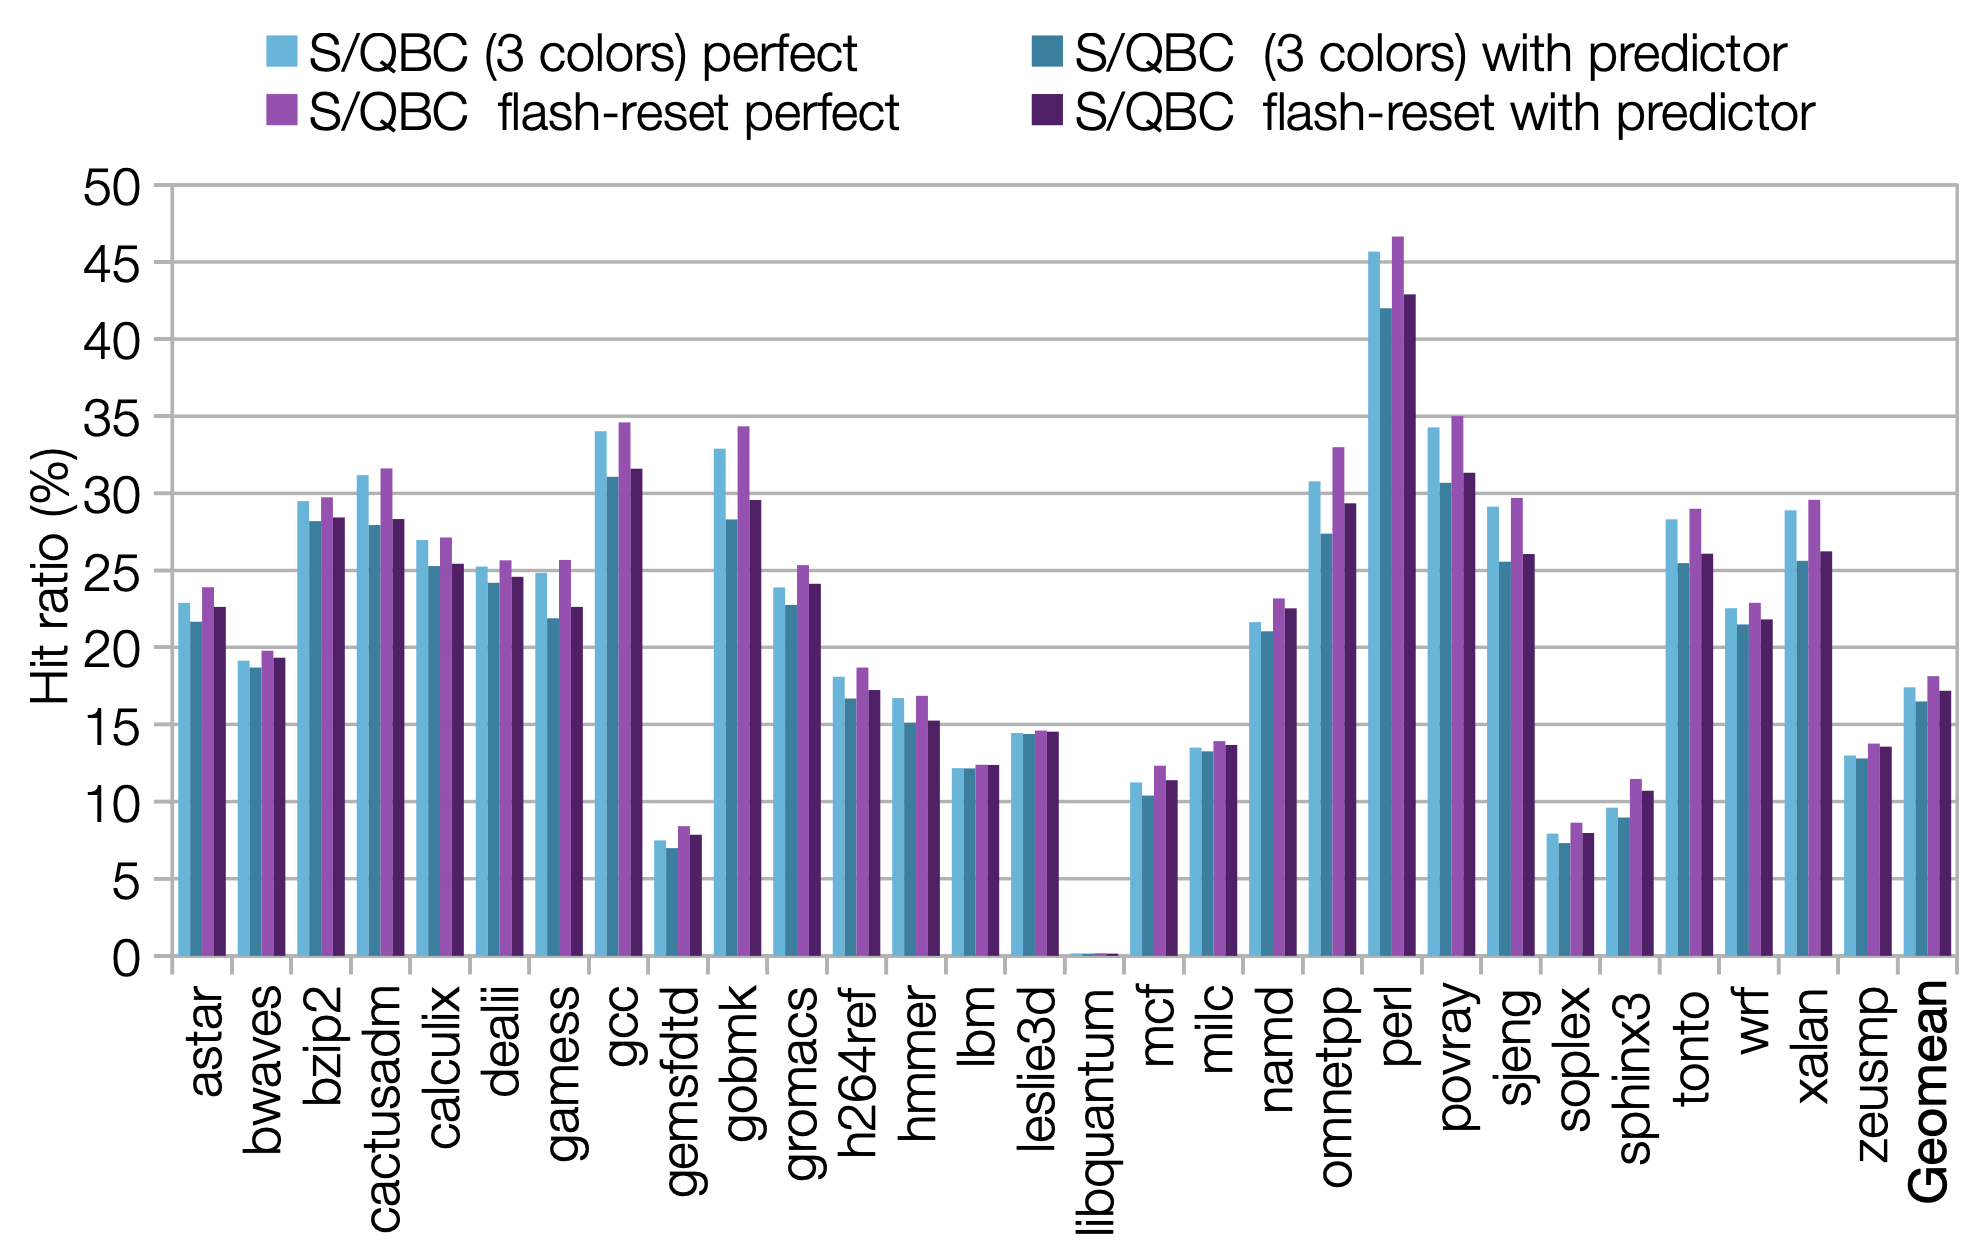 S/QBC (3 colors) perfect
S/QBC (3 colors) with predictor
S/QBC flash-reset perfect
S/QBC flash-reset with predictor
Hit ratio (%)
50
45
40
35
30
25
20
15
10
5
0
astar
bwaves
bzip2
cactusadm
calculix
dealii
gamess
gcc
gemsfdtd
gobmk
gromacs
h264ref
hmmer
lbm
leslie3d
libquantum
mcf
milc
namd
omnetpp
perl
povray
sjeng
soplex
sphinx3
tonto
wrf
xalan
zeusmp
Geomean